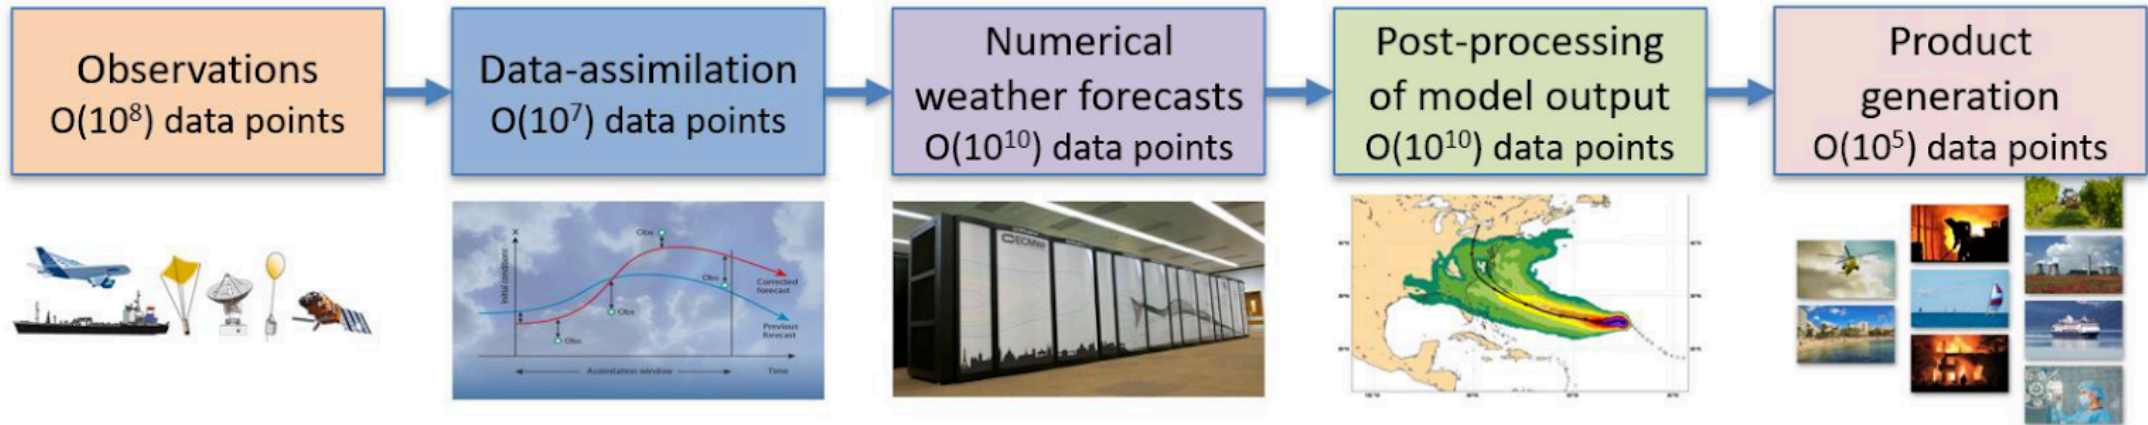 Observations
O(10⁸) data points
Data-assimilation
O(10⁷) data points
Numerical
weather forecasts
O(10¹⁰) data points
Post-processing
of model output
O(10¹⁰) data points
Product
generation
O(10⁵) data points
X
Initial conditions
Obs
Obs
Obs
Obs
Corrected
forecast
Previous
forecast
Assimilation window
Time
ECMWF